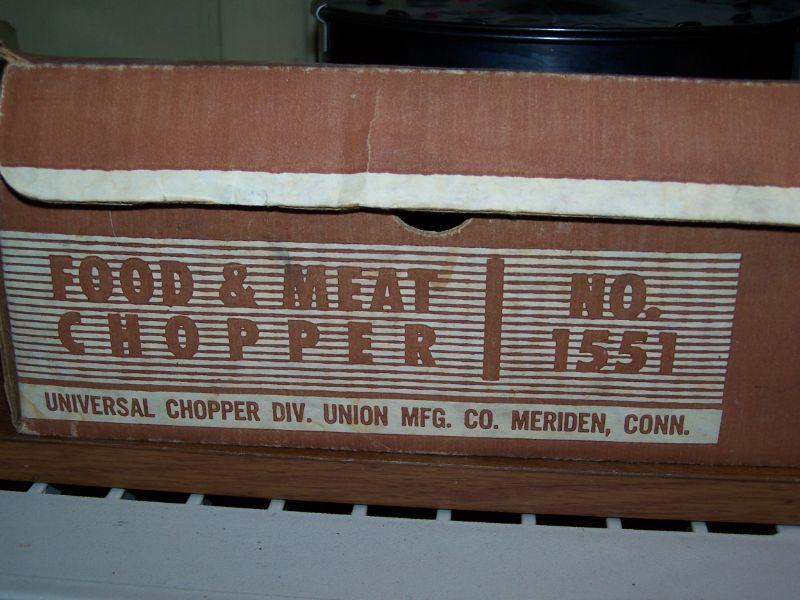 FOOD & MEAT
CHOPPER
NO.
1551
UNIVERSAL CHOPPER DIV. UNION MFG. CO. MERIDEN, CONN.